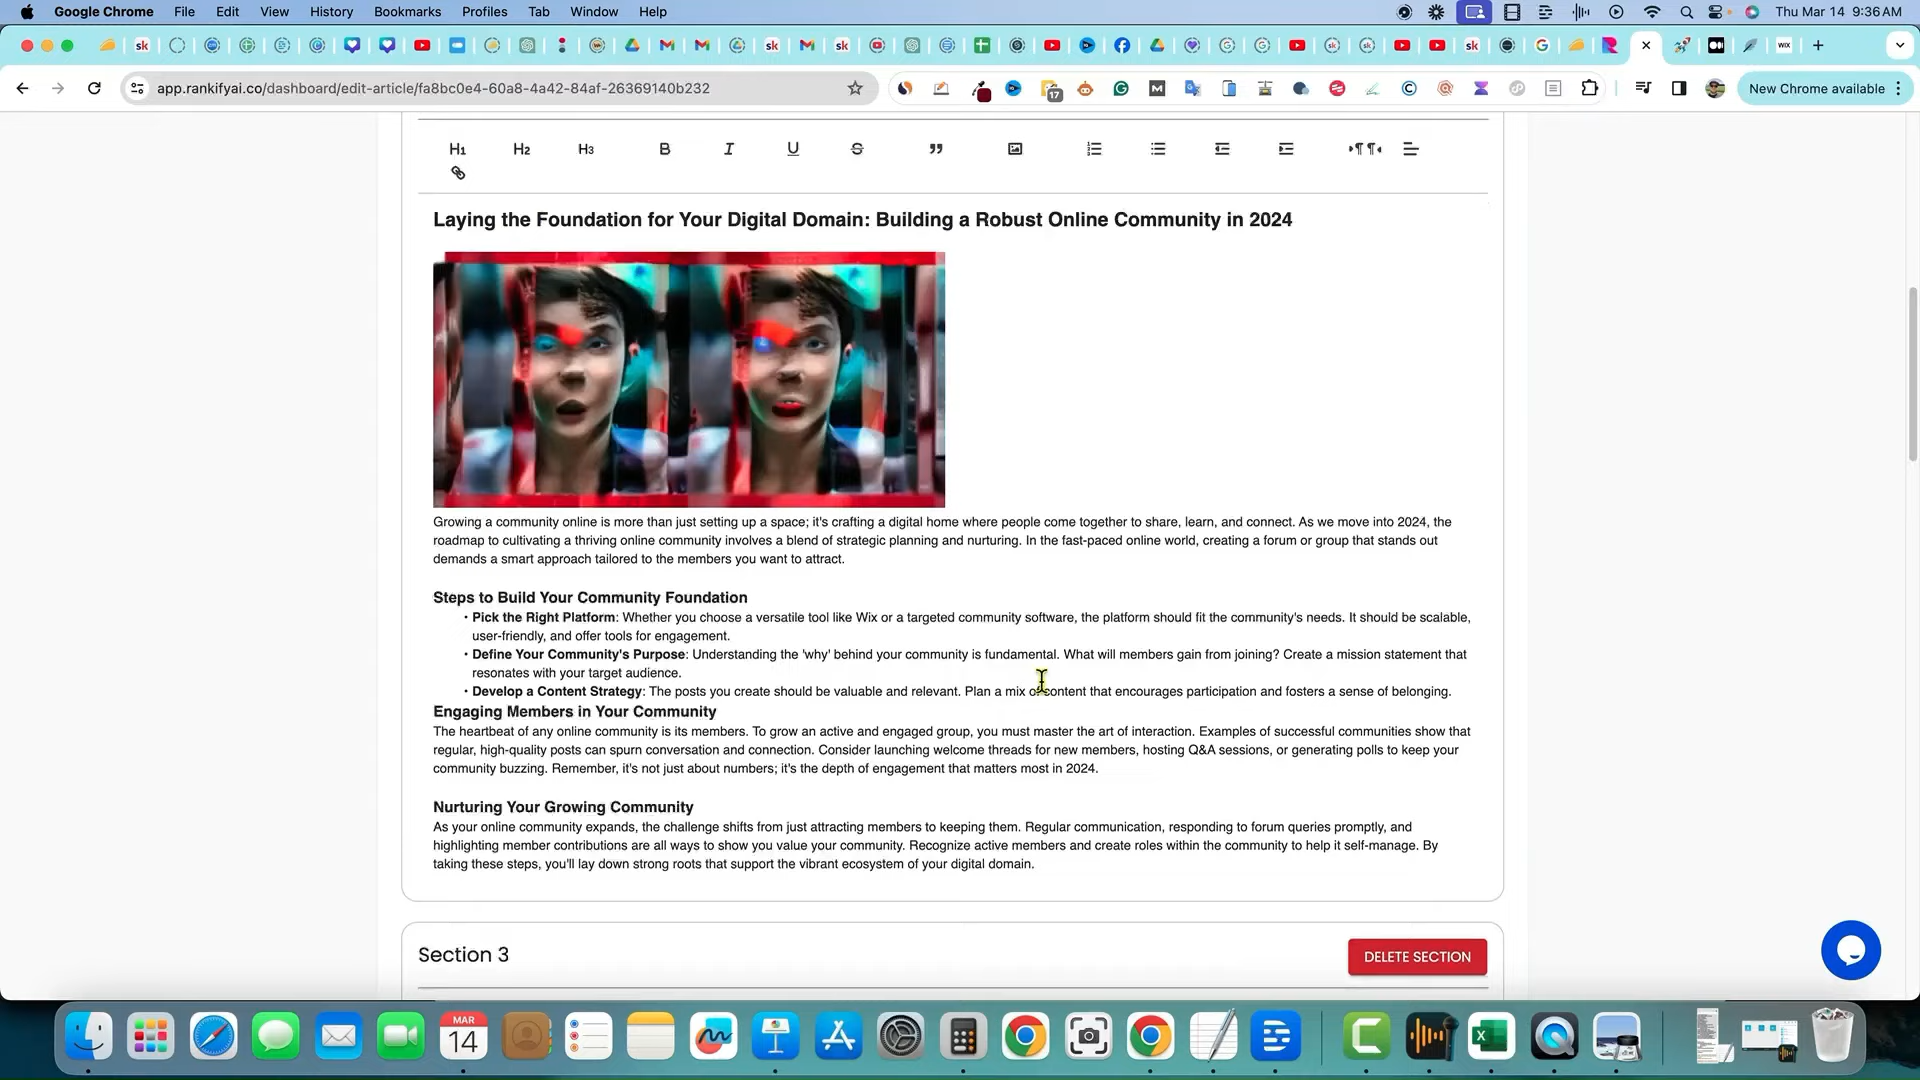 Google Chrome File Edit View History Bookmarks Profiles Tab Window Help Thu Mar 14 9:36 AM
app.rankifyai.co/dashboard/edit-article/fa8bc0e4-60a8-4a42-84af-26369140b232 17 New Chrome available
H1 H2 H3 B I U S
Laying the Foundation for Your Digital Domain: Building a Robust Online Community in 2024
Growing a community online is more than just setting up a space; it's crafting a digital home where people come together to share, learn, and connect. As we move into 2024, the
roadmap to cultivating a thriving online community involves a blend of strategic planning and nurturing. In the fast-paced online world, creating a forum or group that stands out
demands a smart approach tailored to the members you want to attract.
Steps to Build Your Community Foundation
• Pick the Right Platform: Whether you choose a versatile tool like Wix or a targeted community software, the platform should fit the community's needs. It should be scalable,
user-friendly, and offer tools for engagement.
• Define Your Community's Purpose: Understanding the 'why' behind your community is fundamental. What will members gain from joining? Create a mission statement that
resonates with your target audience.
• Develop a Content Strategy: The posts you create should be valuable and relevant. Plan a mix of content that encourages participation and fosters a sense of belonging.
Engaging Members in Your Community
The heartbeat of any online community is its members. To grow an active and engaged group, you must master the art of interaction. Examples of successful communities show that
regular, high-quality posts can spurn conversation and connection. Consider launching welcome threads for new members, hosting Q&A sessions, or generating polls to keep your
community buzzing. Remember, it's not just about numbers; it's the depth of engagement that matters most in 2024.
Nurturing Your Growing Community
As your online community expands, the challenge shifts from just attracting members to keeping them. Regular communication, responding to forum queries promptly, and
highlighting member contributions are all ways to show you value your community. Recognize active members and create roles within the community to help it self-manage. By
taking these steps, you'll lay down strong roots that support the vibrant ecosystem of your digital domain.
Section 3 DELETE SECTION
MAR
14